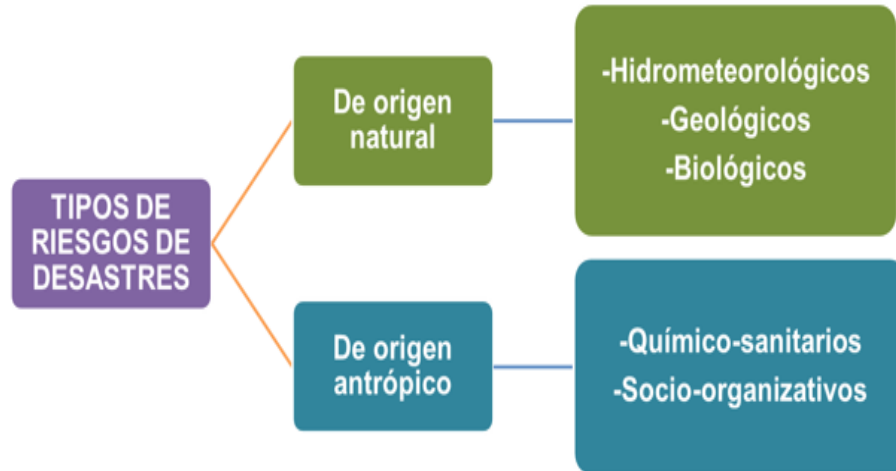 TIPOS DE
RIESGOS DE
DESASTRES
De origen
natural
-Hidrometeorológicos
-Geológicos
-Biológicos
De origen
antrópico
-Químico-sanitarios
-Socio-organizativos